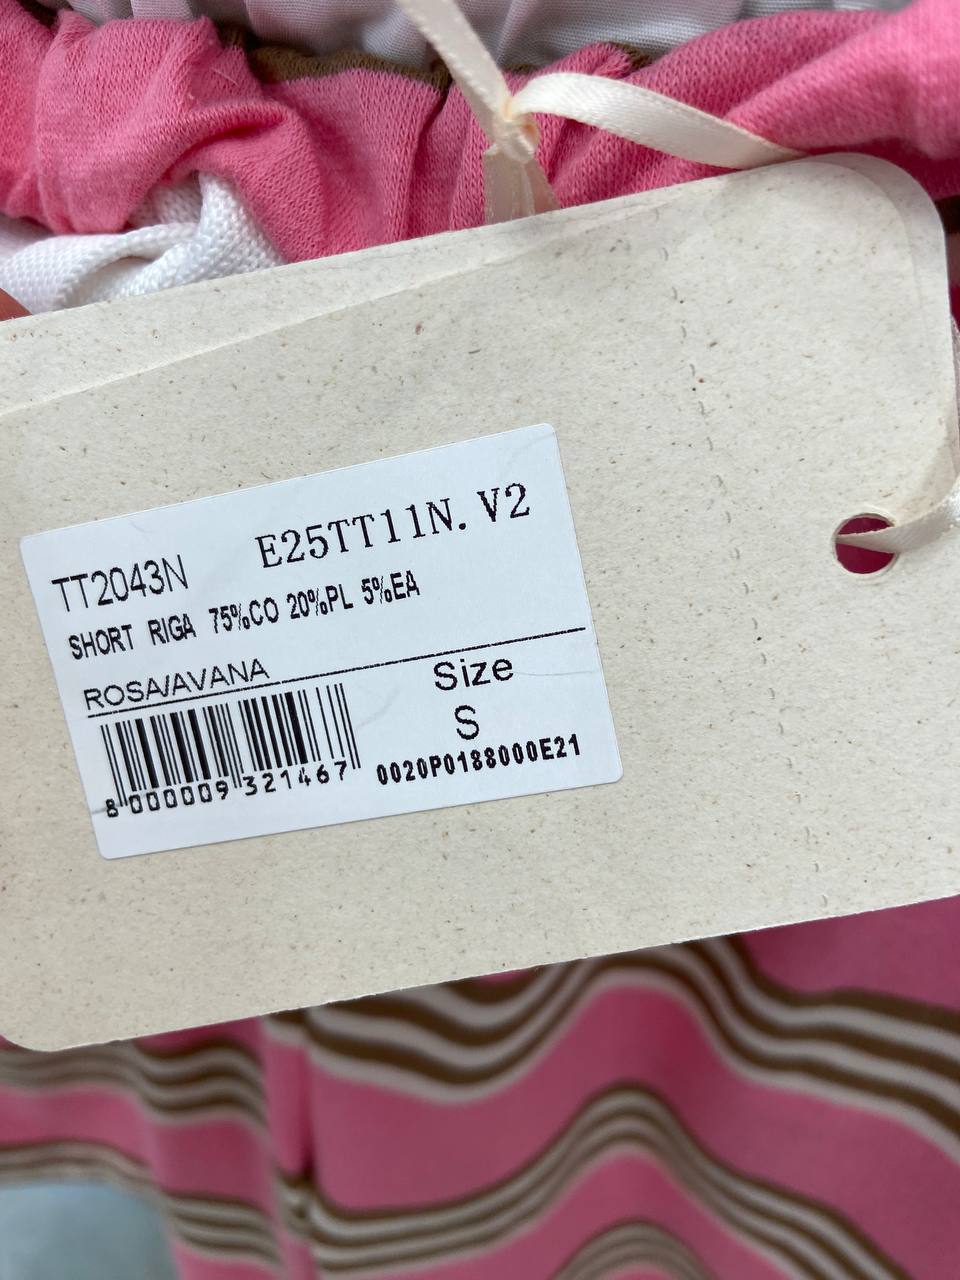 TT2043N E25TT11N. V2
SHORT RIGA 75%CO 20%PL 5%EA
ROSA/AVANA
Size
S
8 000009 321467
0020P0188000E21